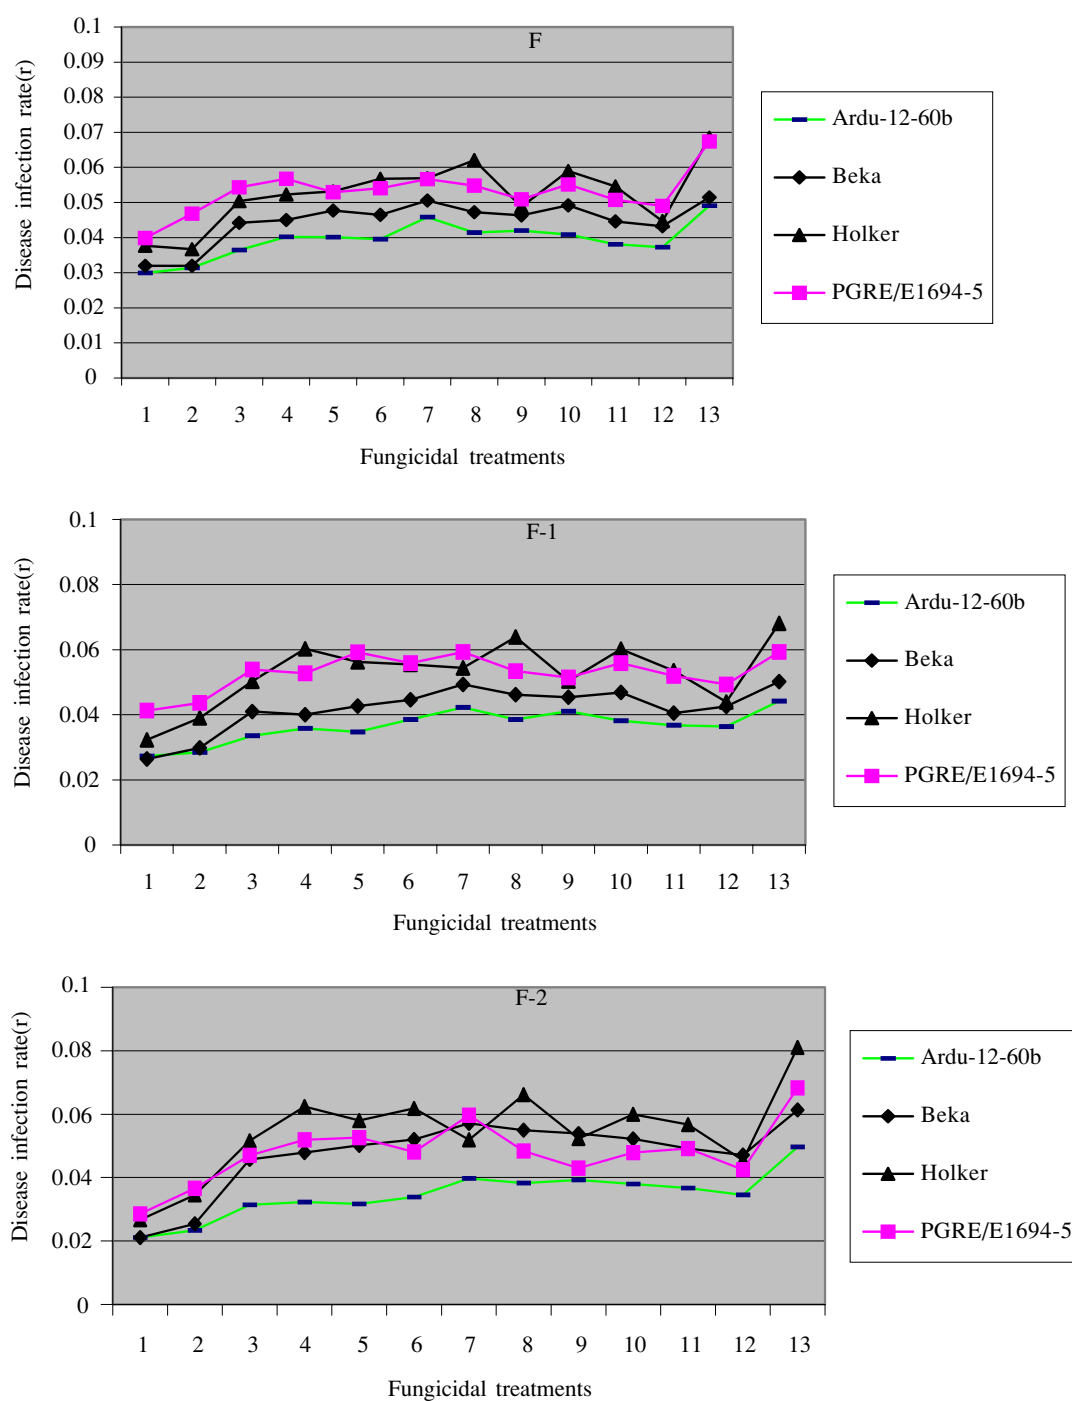 F
Disease infection rate(r)
0.1
0.09
0.08
0.07
0.06
0.05
0.04
0.03
0.02
0.01
0
1 2 3 4 5 6 7 8 9 10 11 12 13
Fungicidal treatments
Ardu-12-60b
Beka
Holker
PGRE/E1694-5
F-1
Disease infection rate(r)
0.1
0.08
0.06
0.04
0.02
0
1 2 3 4 5 6 7 8 9 10 11 12 13
Fungicidal treatments
Ardu-12-60b
Beka
Holker
PGRE/E1694-5
F-2
Disease infection rate(r)
0.1
0.08
0.06
0.04
0.02
0
1 2 3 4 5 6 7 8 9 10 11 12 13
Fungicidal treatments
Ardu-12-60b
Beka
Holker
PGRE/E1694-5